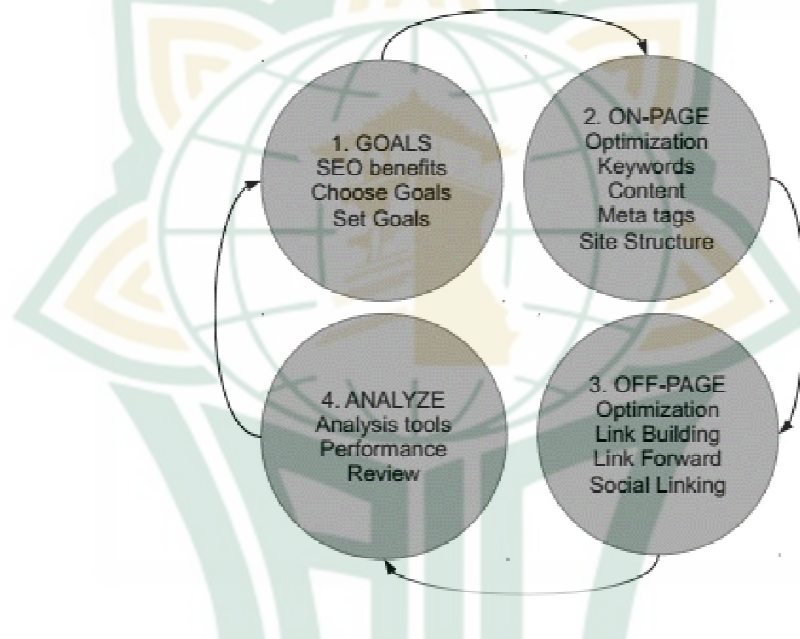 1. GOALS
SEO benefits
Choose Goals
Set Goals
2. ON-PAGE
Optimization
Keywords
Content
Meta tags
Site Structure
3. OFF-PAGE
Optimization
Link Building
Link Forward
Social Linking
4. ANALYZE
Analysis tools
Performance
Review